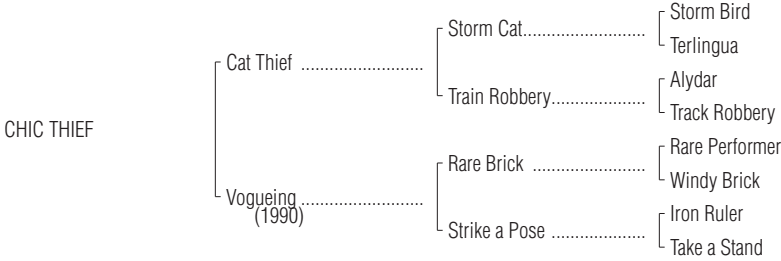 Storm Bird
Storm Cat.........................
Terlingua
Cat Thief .........................
Alydar
Train Robbery...................
Track Robbery
CHIC THIEF
Rare Performer
Rare Brick .......................
Windy Brick
Vogueing .........................
(1990)
Iron Ruler
Strike a Pose ...................
Take a Stand